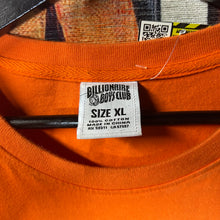 BILLIONAIRE
BOYS CLUB
SIZE XL
100% COTTON
MADE IN CHINA